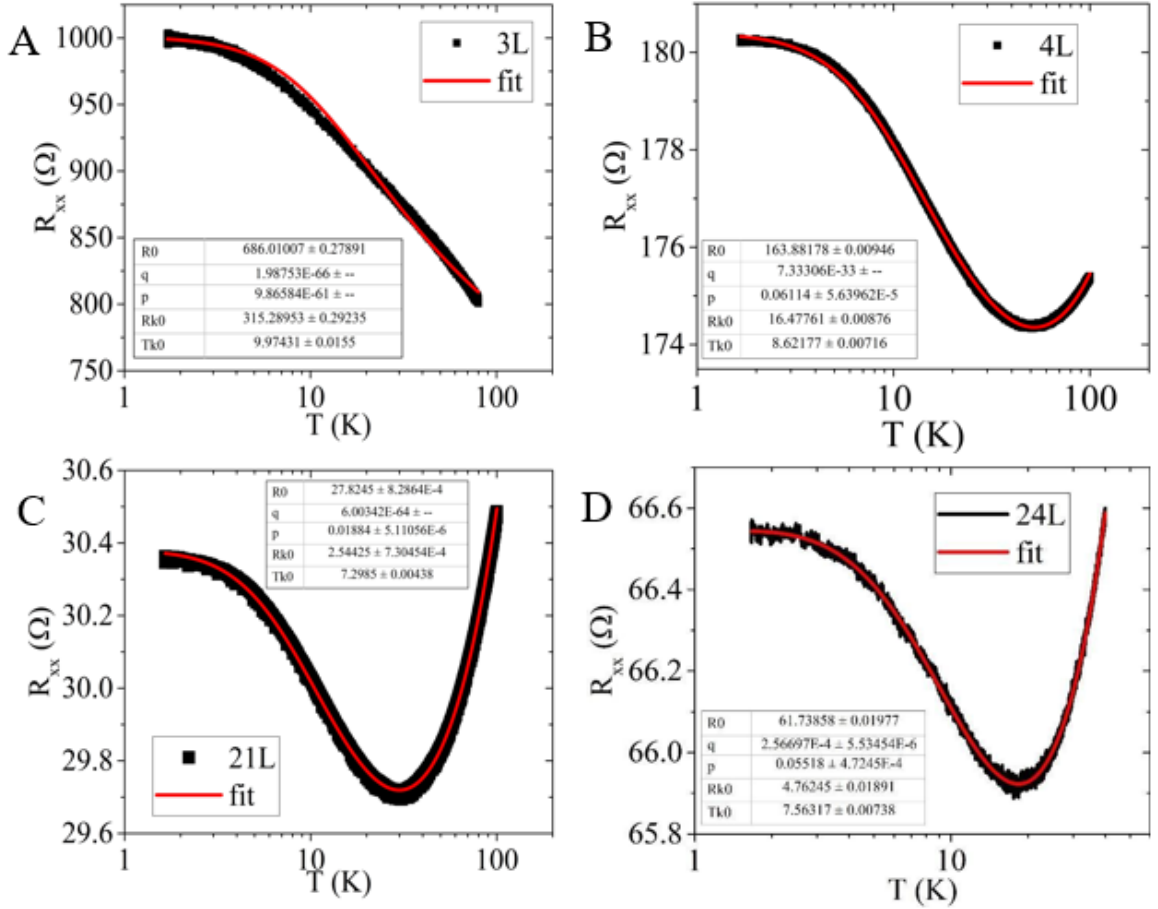 A
1000
950
900
850
800
750
R_xx (Ω)
3L
fit
R0 686.01007 ± 0.27891
q 1.98753E-66 ± --
p 9.86584E-61 ± --
Rk0 315.28953 ± 0.29235
Tk0 9.97431 ± 0.0155
1 10 100
T (K)
B
180
178
176
174
R_xx (Ω)
4L
fit
R0 163.88178 ± 0.00946
q 7.33306E-33 ± --
p 0.06114 ± 5.63962E-5
Rk0 16.47761 ± 0.00876
Tk0 8.62177 ± 0.00716
1 10 100
T (K)
C
30.6
30.4
30.2
30.0
29.8
29.6
R_xx (Ω)
R0 27.8245 ± 8.2864E-4
q 6.00342E-64 ± --
p 0.01884 ± 5.11056E-6
Rk0 2.54425 ± 7.30454E-4
Tk0 7.2985 ± 0.00438
21L
fit
1 10 100
T (K)
D
66.6
66.4
66.2
66.0
65.8
R_xx (Ω)
24L
fit
R0 61.73858 ± 0.01977
q 2.56697E-4 ± 5.53454E-6
p 0.05518 ± 4.7245E-4
Rk0 4.76245 ± 0.01891
Tk0 7.56317 ± 0.00738
1 10
T (K)